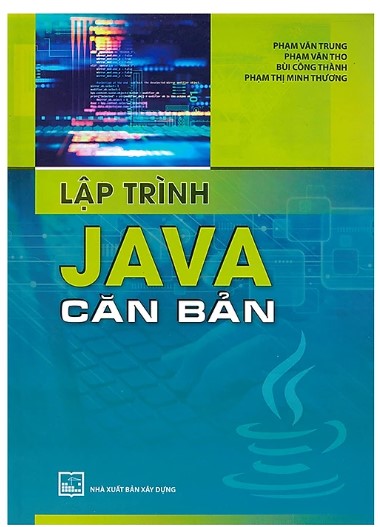 PHẠM VĂN TRUNG
PHẠM VĂN THO
BÙI CÔNG THÀNH
PHẠM THỊ MINH THƯƠNG
LẬP TRÌNH
JAVA
CĂN BẢN
NHÀ XUẤT BẢN XÂY DỰNG